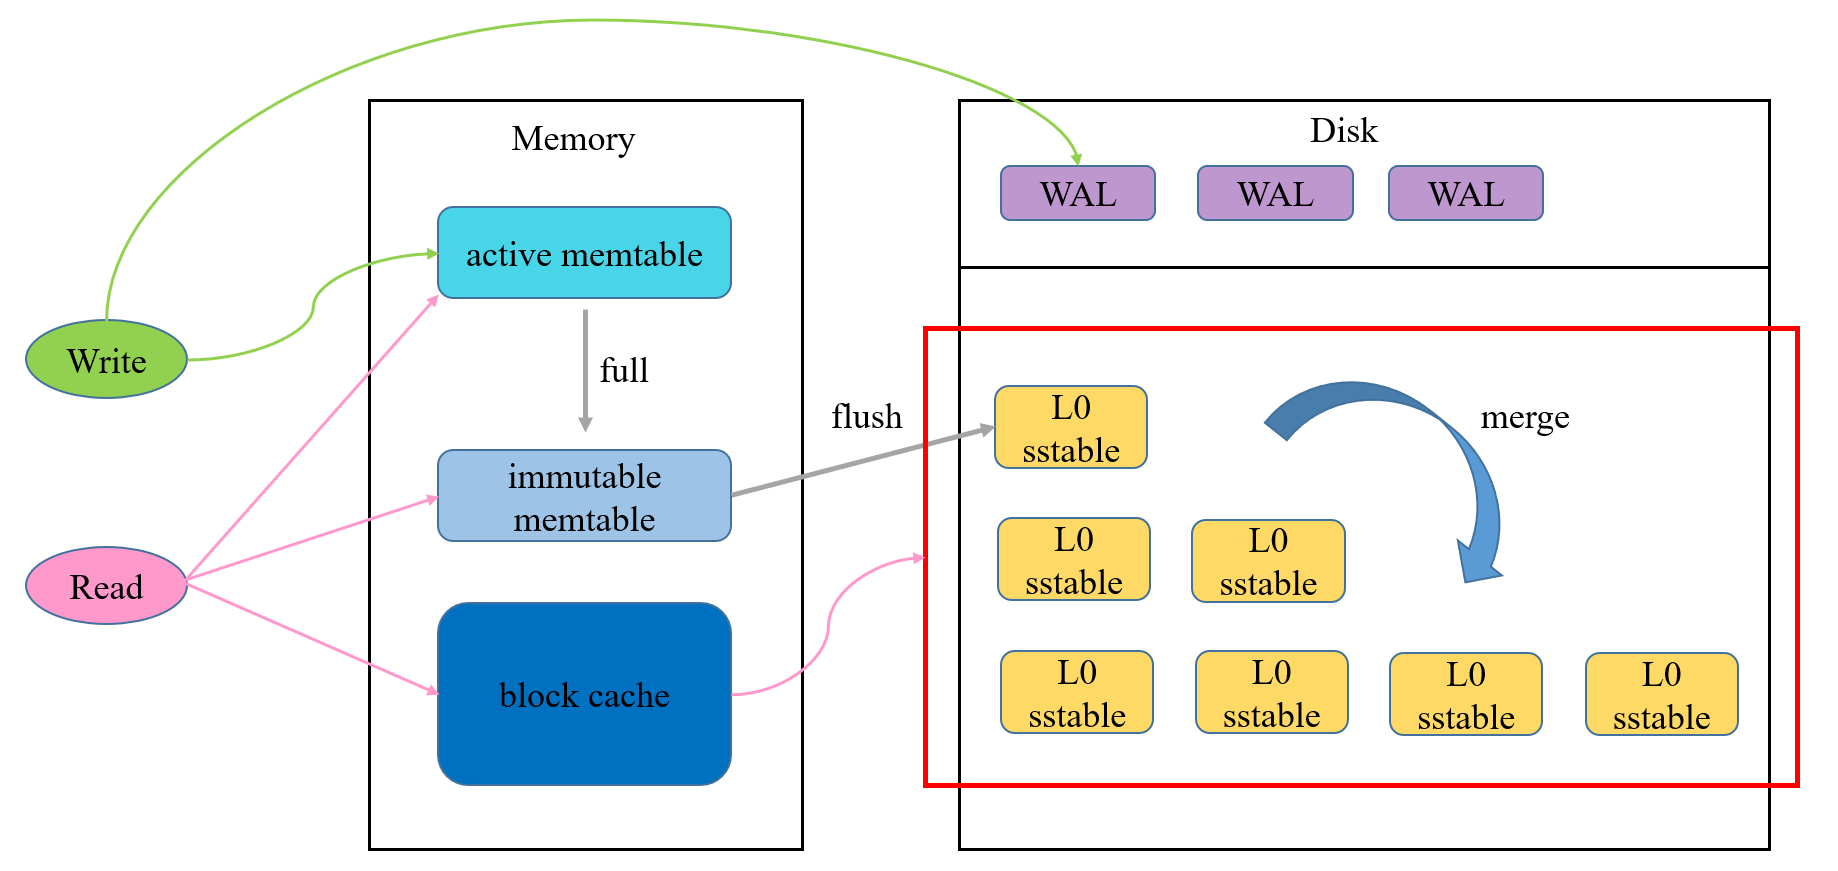 Memory
active memtable
full
immutable
memtable
block cache
Write
Read
flush
Disk
WAL
WAL
WAL
L0
sstable
merge
L0
sstable
L0
sstable
L0
sstable
L0
sstable
L0
sstable
L0
sstable